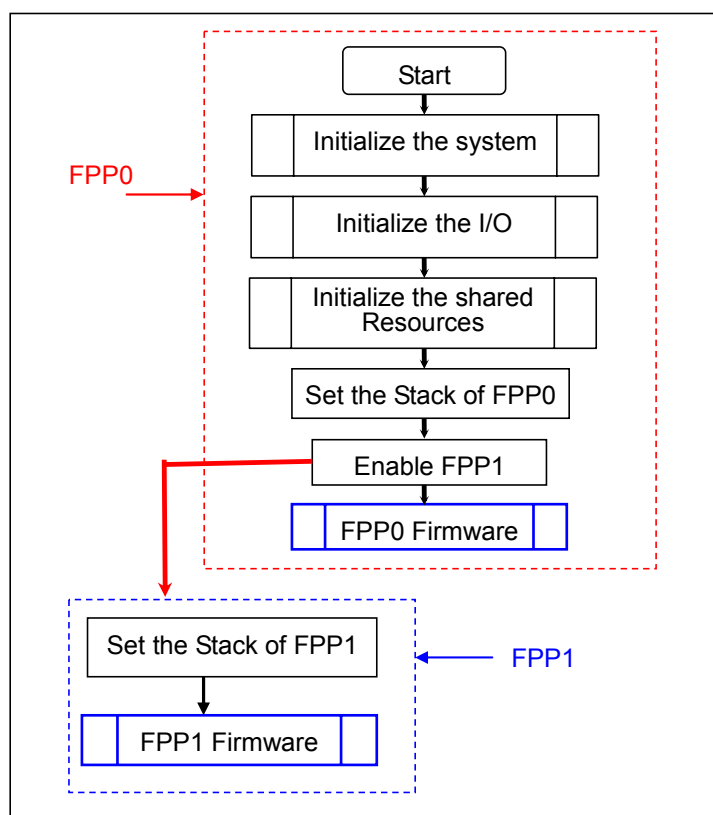 Start
Initialize the system
FPP0
Initialize the I/O
Initialize the shared
Resources
Set the Stack of FPP0
Enable FPP1
FPP0 Firmware
Set the Stack of FPP1
FPP1
FPP1 Firmware